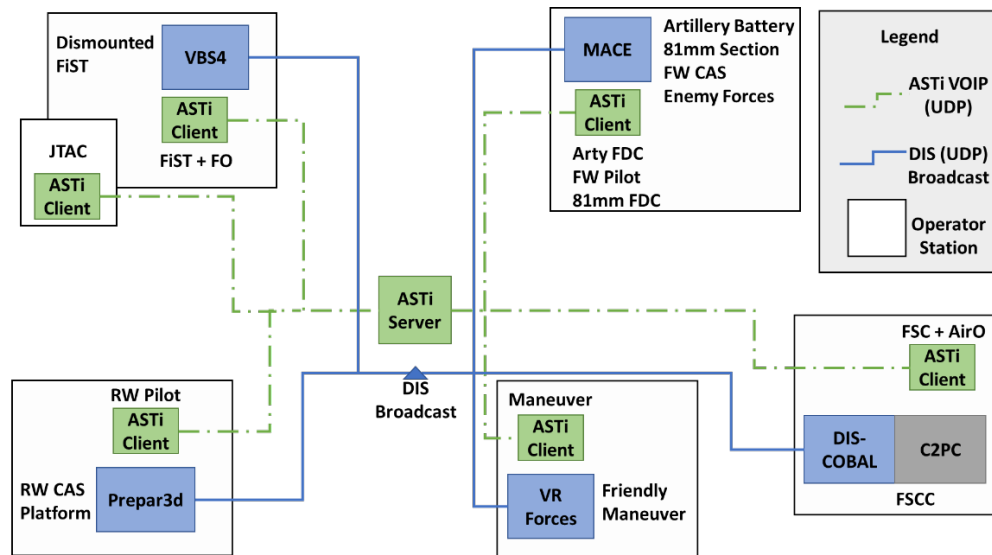 Dismounted
FiST
VBS4
ASTi
Client
FiST + FO
JTAC
ASTi
Client
MACE
Artillery Battery
81mm Section
FW CAS
Enemy Forces
ASTi
Client
Arty FDC
FW Pilot
81mm FDC
Legend
ASTi VOIP
(UDP)
DIS (UDP)
Broadcast
Operator
Station
ASTi
Server
DIS
Broadcast
RW Pilot
ASTi
Client
RW CAS
Platform
Prepar3d
Maneuver
ASTi
Client
VR
Forces
Friendly
Maneuver
FSC + AirO
ASTi
Client
DIS-
COBAL
C2PC
FSCC